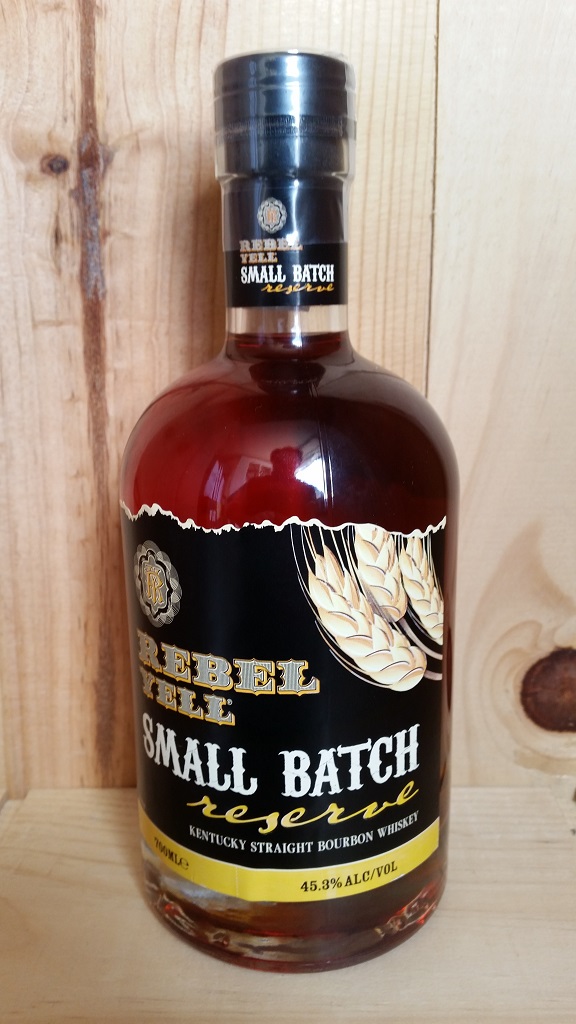 REBEL
YELL
SMALL BATCH
reserve
R
REBEL
YELL
SMALL BATCH
reserve
KENTUCKY STRAIGHT BOURBON WHISKEY
700ML℮
45.3% ALC/VOL